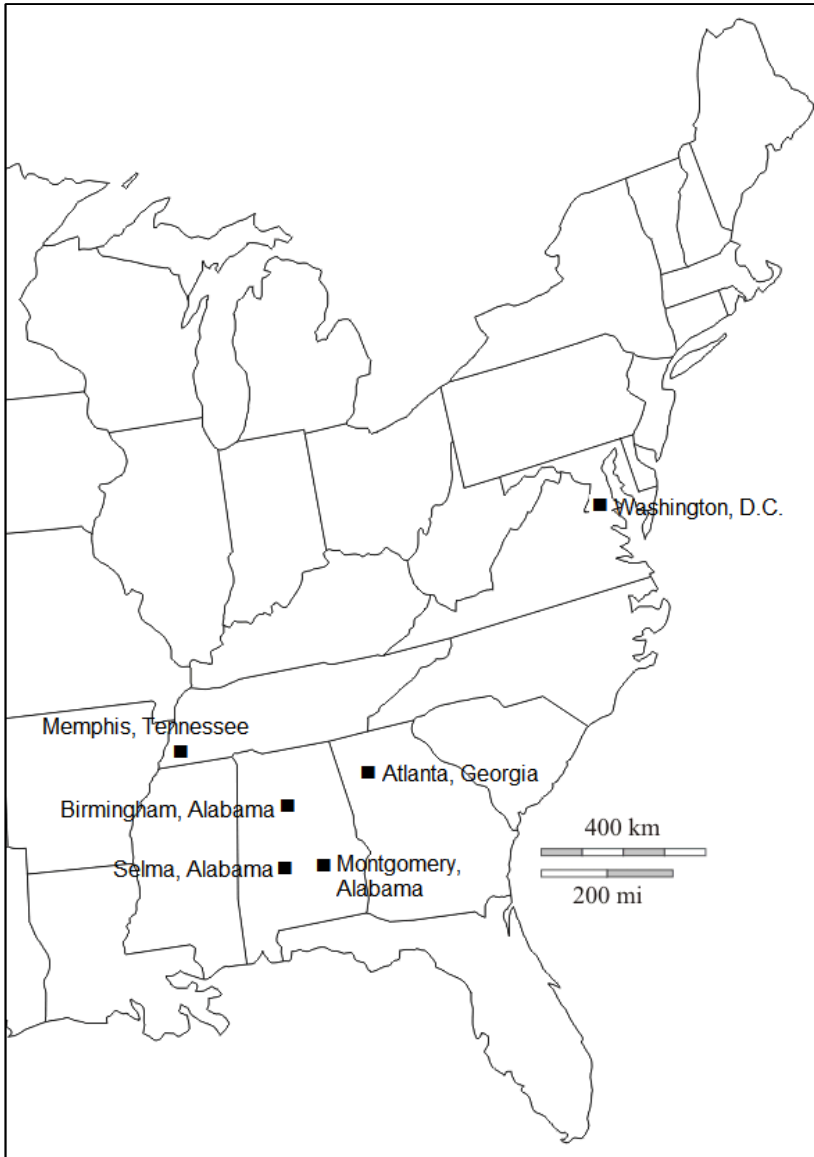 Washington, D.C.
Memphis, Tennessee
Atlanta, Georgia
Birmingham, Alabama
400 km
Selma, Alabama
Montgomery,
Alabama
200 mi